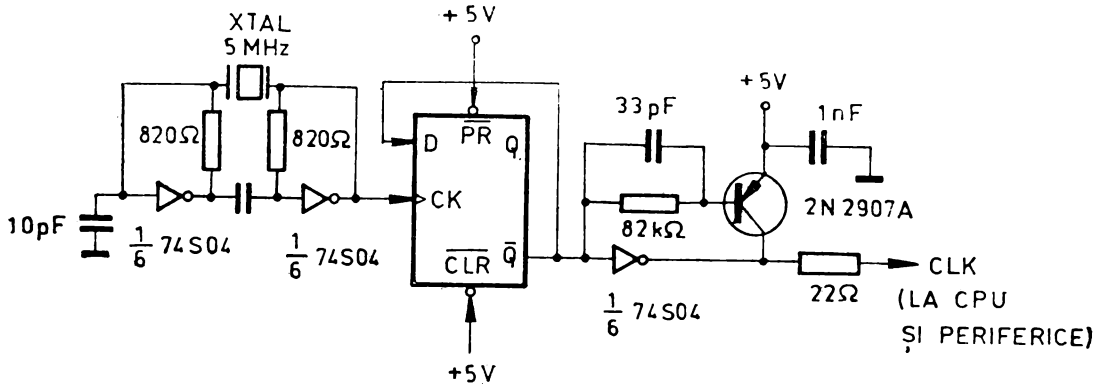 XTAL
5 MHz
820Ω
820Ω
10pF
1/6 74S04
1/6 74S04
+5V
D
PR
Q
CK
CLR
Q̅
+5V
33pF
82kΩ
1/6 74S04
+5V
1nF
2N2907A
22Ω
CLK
(LA CPU
ȘI PERIFERICE)